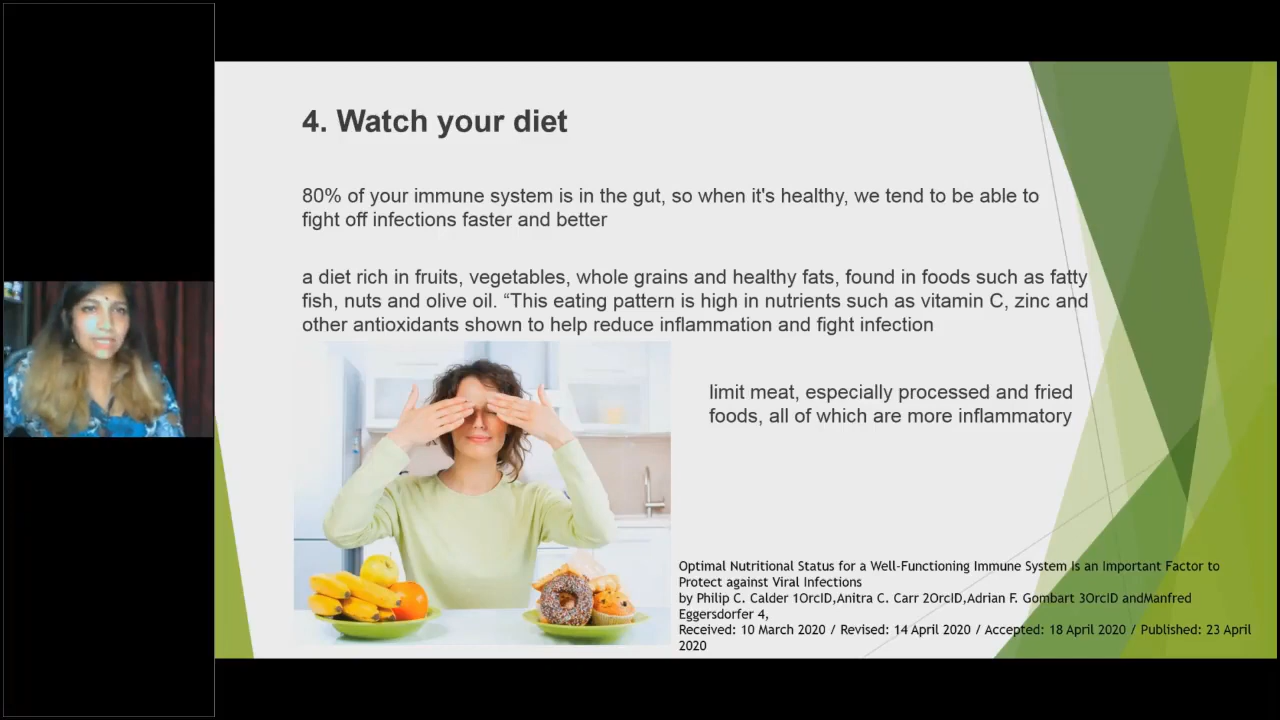 4. Watch your diet
80% of your immune system is in the gut, so when it's healthy, we tend to be able to
fight off infections faster and better
a diet rich in fruits, vegetables, whole grains and healthy fats, found in foods such as fatty
fish, nuts and olive oil. “This eating pattern is high in nutrients such as vitamin C, zinc and
other antioxidants shown to help reduce inflammation and fight infection
limit meat, especially processed and fried
foods, all of which are more inflammatory
Optimal Nutritional Status for a Well-Functioning Immune System Is an Important Factor to
Protect against Viral Infections
by Philip C. Calder 1OrcID,Anitra C. Carr 2OrcID,Adrian F. Gombart 3OrcID andManfred
Eggersdorfer 4,
Received: 10 March 2020 / Revised: 14 April 2020 / Accepted: 18 April 2020 / Published: 23 April
2020